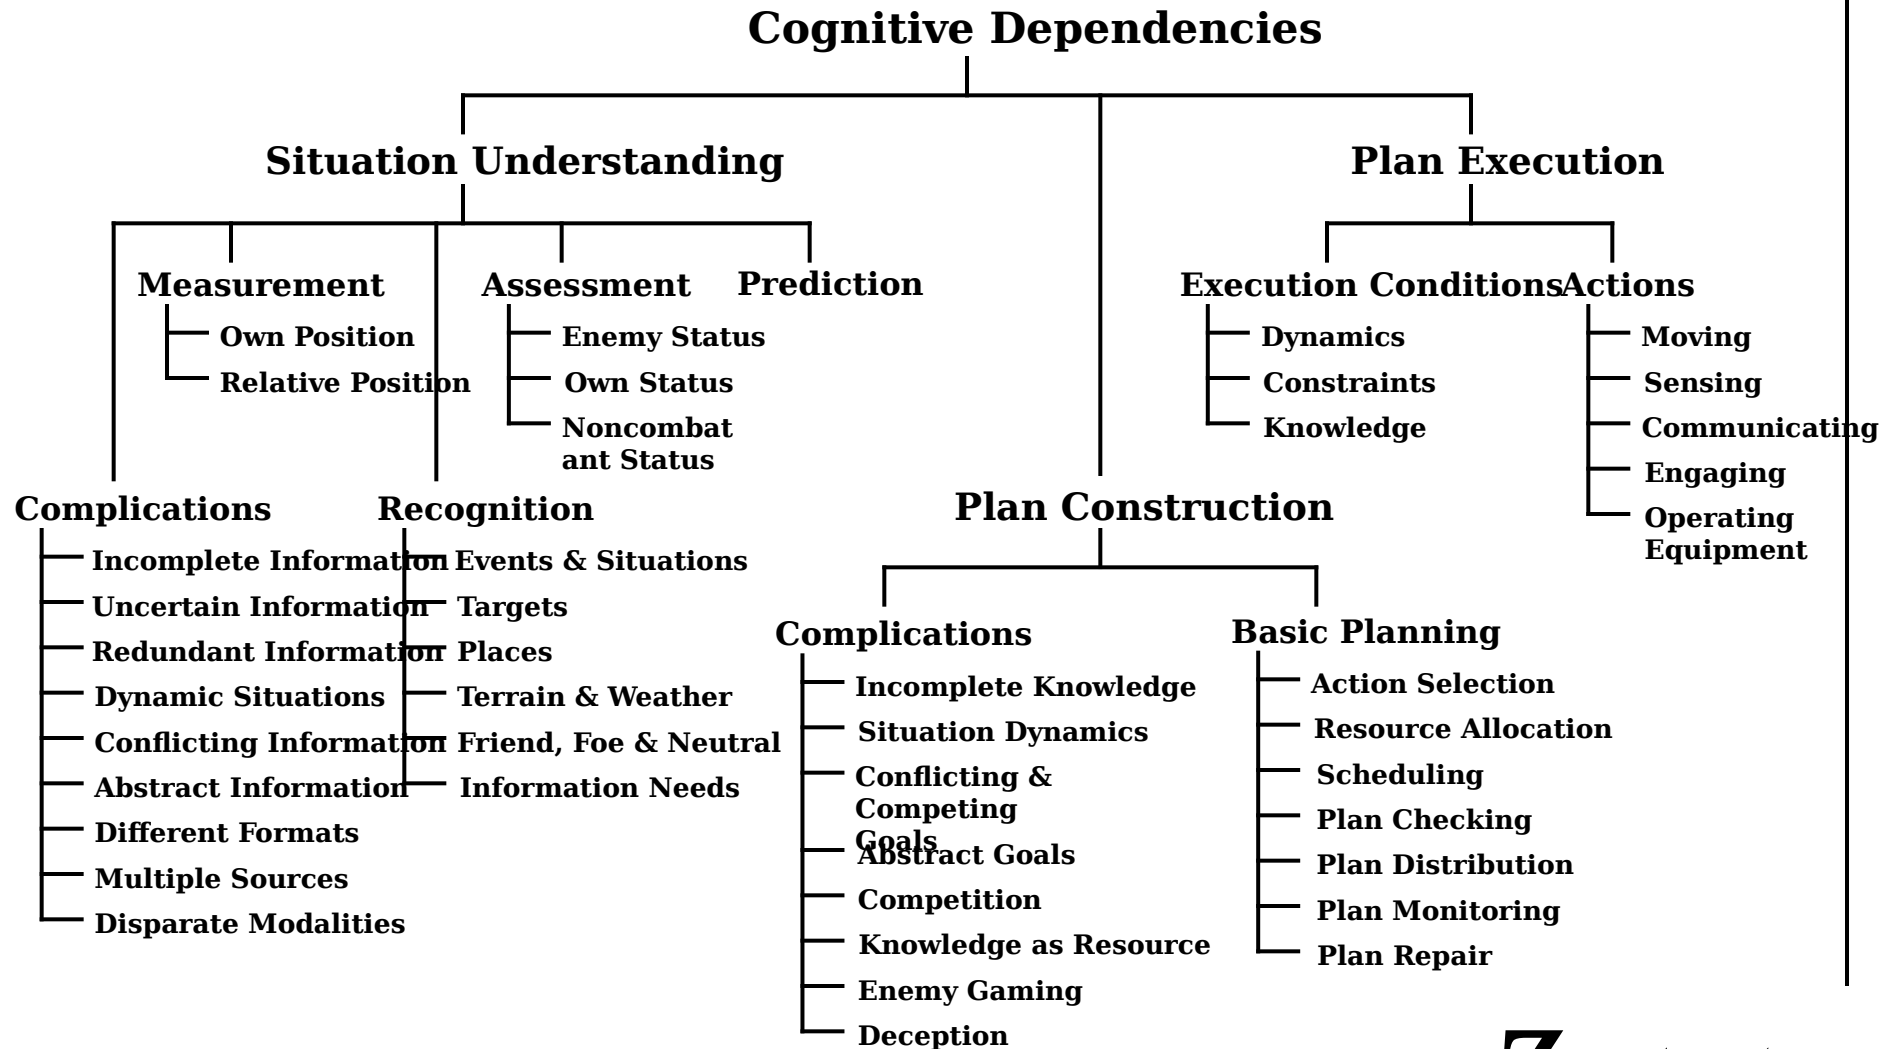 Cognitive Dependencies
Situation Understanding
Plan Execution
Measurement
Own Position
Relative Position
Assessment
Enemy Status
Own Status
Noncombat
ant Status
Prediction
Execution Conditions
Dynamics
Constraints
Knowledge
Actions
Moving
Sensing
Communicating
Engaging
Operating
Equipment
Complications
Incomplete Information
Uncertain Information
Redundant Information
Dynamic Situations
Conflicting Information
Abstract Information
Different Formats
Multiple Sources
Disparate Modalities
Recognition
Events & Situations
Targets
Places
Terrain & Weather
Friend, Foe & Neutral
Information Needs
Plan Construction
Complications
Incomplete Knowledge
Situation Dynamics
Conflicting &
Competing
Goals
Abstract Goals
Competition
Knowledge as Resource
Enemy Gaming
Deception
Basic Planning
Action Selection
Resource Allocation
Scheduling
Plan Checking
Plan Distribution
Plan Monitoring
Plan Repair